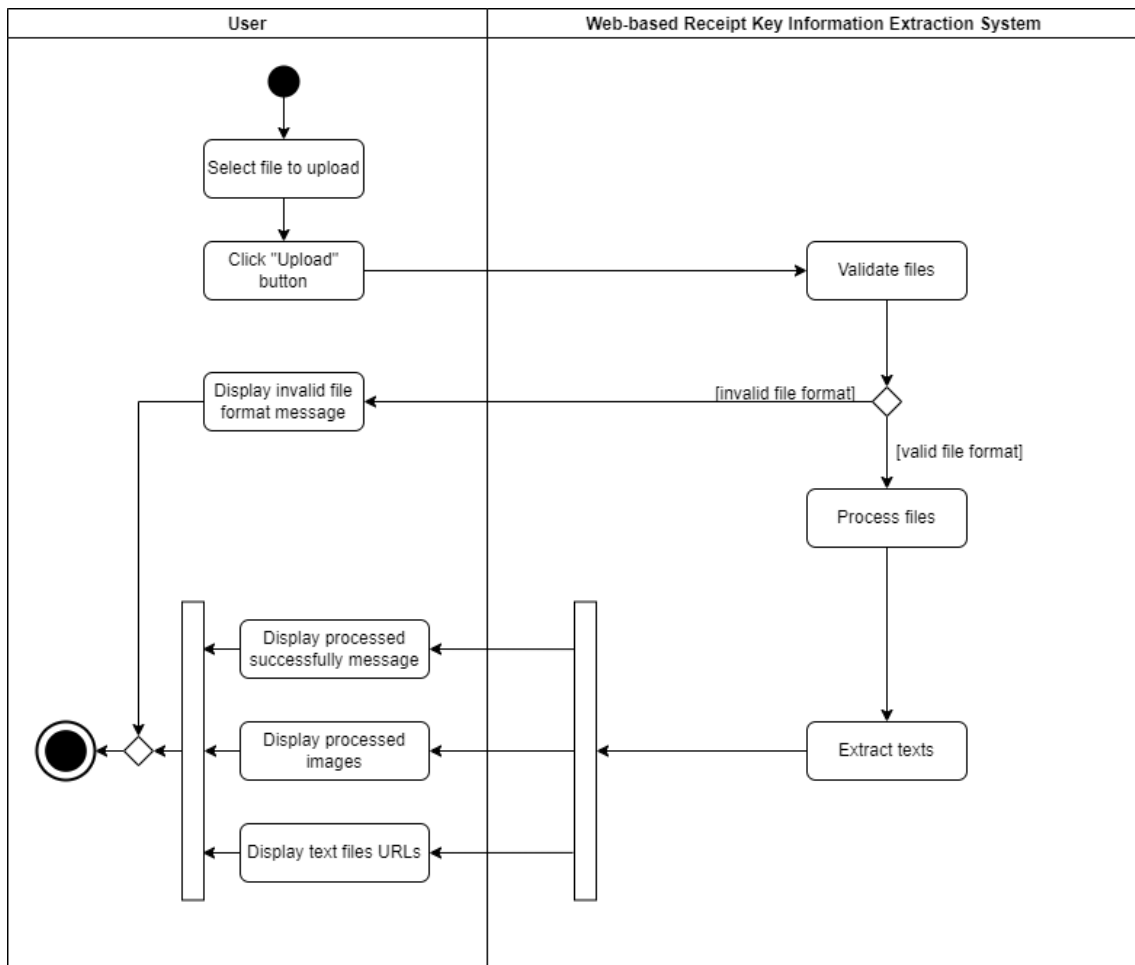 User
Web-based Receipt Key Information Extraction System
Select file to upload
Click "Upload"
button
Validate files
Display invalid file
format message
[invalid file format]
[valid file format]
Process files
Display processed
successfully message
Display processed
images
Extract texts
Display text files URLs